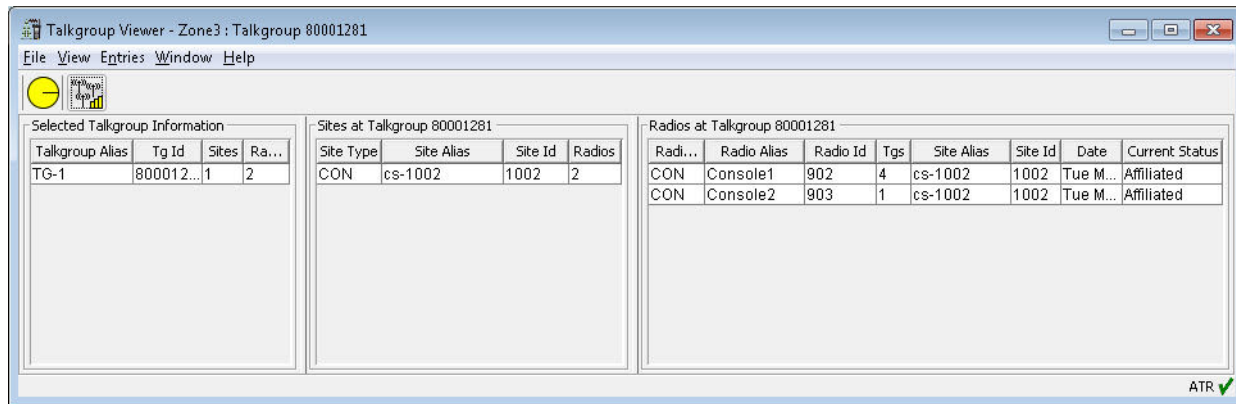 Talkgroup Viewer - Zone3 : Talkgroup 80001281
File View Entries Window Help
Selected Talkgroup Information
Talkgroup Alias Tg Id Sites Ra...
TG-1 800012... 1 2
Sites at Talkgroup 80001281
Site Type Site Alias Site Id Radios
CON cs-1002 1002 2
Radios at Talkgroup 80001281
Radi... Radio Alias Radio Id Tgs Site Alias Site Id Date Current Status
CON Console1 902 4 cs-1002 1002 Tue M... Affiliated
CON Console2 903 1 cs-1002 1002 Tue M... Affiliated
ATR